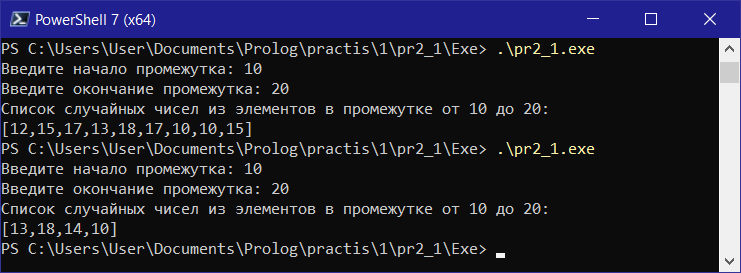 PowerShell 7 (x64)
PS C:\Users\User\Documents\Prolog\practis\1\pr2_1\Exe> .\pr2_1.exe
Введите начало промежутка: 10
Введите окончание промежутка: 20
Список случайных чисел из элементов в промежутке от 10 до 20:
[12,15,17,13,18,17,10,10,15]
PS C:\Users\User\Documents\Prolog\practis\1\pr2_1\Exe> .\pr2_1.exe
Введите начало промежутка: 10
Введите окончание промежутка: 20
Список случайных чисел из элементов в промежутке от 10 до 20:
[13,18,14,10]
PS C:\Users\User\Documents\Prolog\practis\1\pr2_1\Exe>